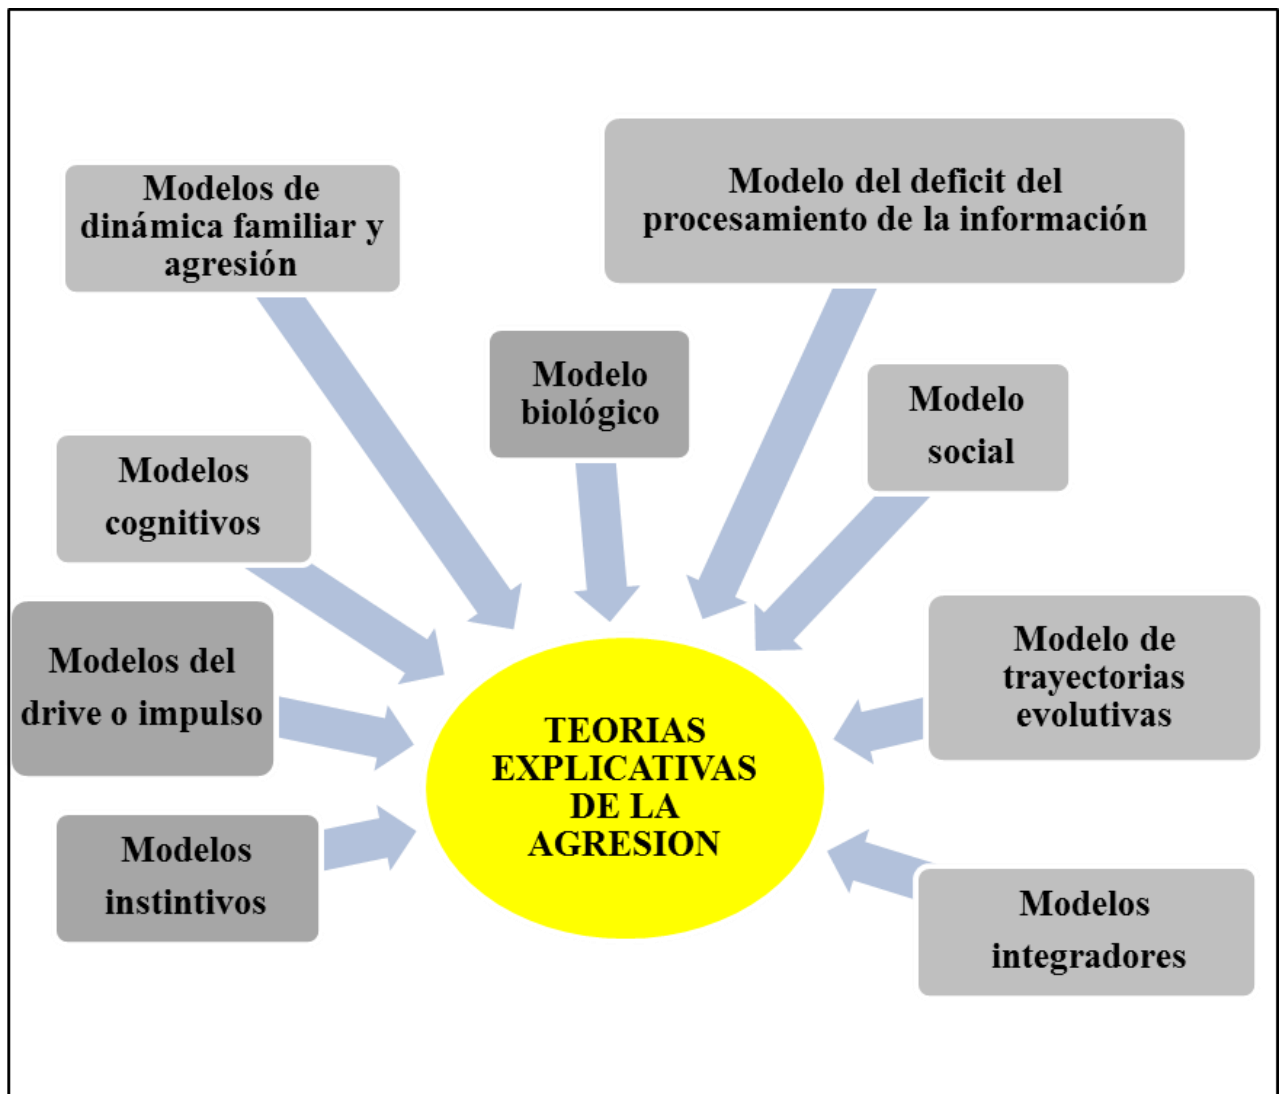 Modelos de
dinámica familiar y
agresión
Modelo del deficit del
procesamiento de la información
Modelo
biológico
Modelo
social
Modelos
cognitivos
Modelos del
drive o impulso
Modelo de
trayectorias
evolutivas
TEORIAS
EXPLICATIVAS
DE LA
AGRESION
Modelos
instintivos
Modelos
integradores